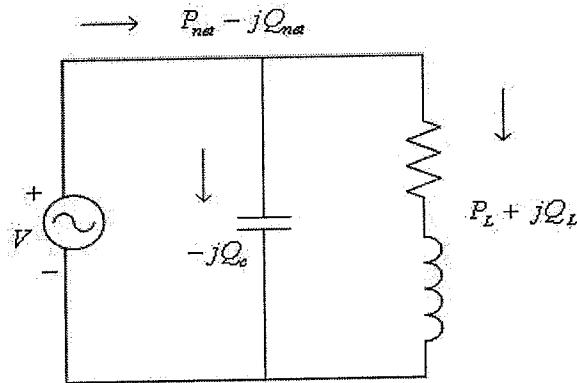 P_net - jQ_net
+
V
-
-jQ_c
P_L + jQ_L